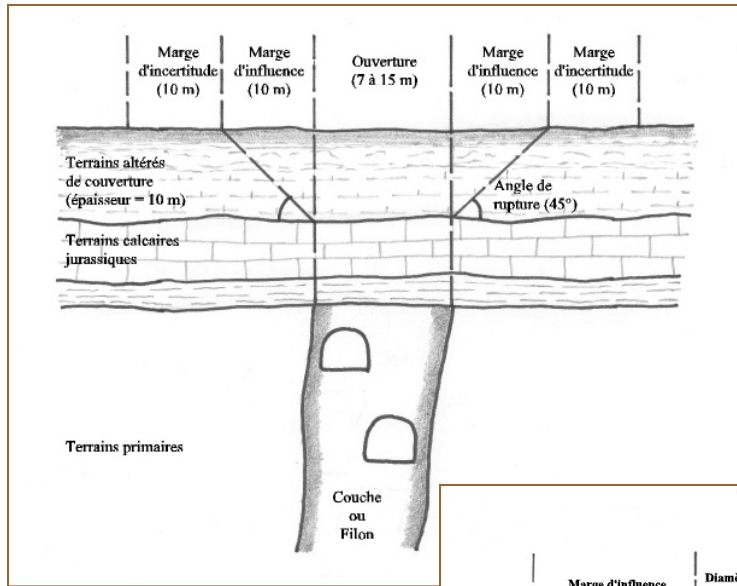 Marge
d'incertitude
(10 m)
Marge
d'influence
(10 m)
Ouverture
(7 à 15 m)
Marge
d'influence
(10 m)
Marge
d'incertitude
(10 m)
Terrains altérés
de couverture
(épaisseur = 10 m)
Angle de
rupture (45°)
Terrains calcaires
jurassiques
Terrains primaires
Couche
ou
Filon
Marge d'influence